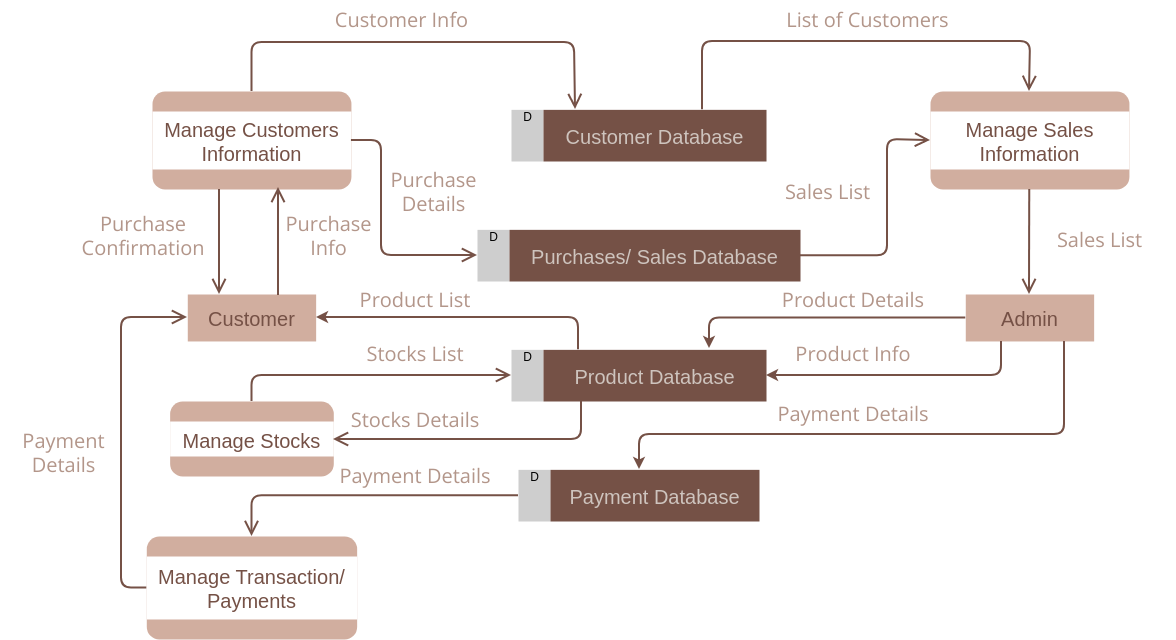 Customer Info
List of Customers
D
Customer Database
Manage Customers
Information
Manage Sales
Information
Purchase
Details
Sales List
Purchase
Confirmation
Purchase
Info
D
Purchases/ Sales Database
Sales List
Customer
Product List
Product Details
Admin
Stocks List
D
Product Database
Product Info
Manage Stocks
Stocks Details
Payment Details
Payment
Details
Payment Details
D
Payment Database
Manage Transaction/
Payments